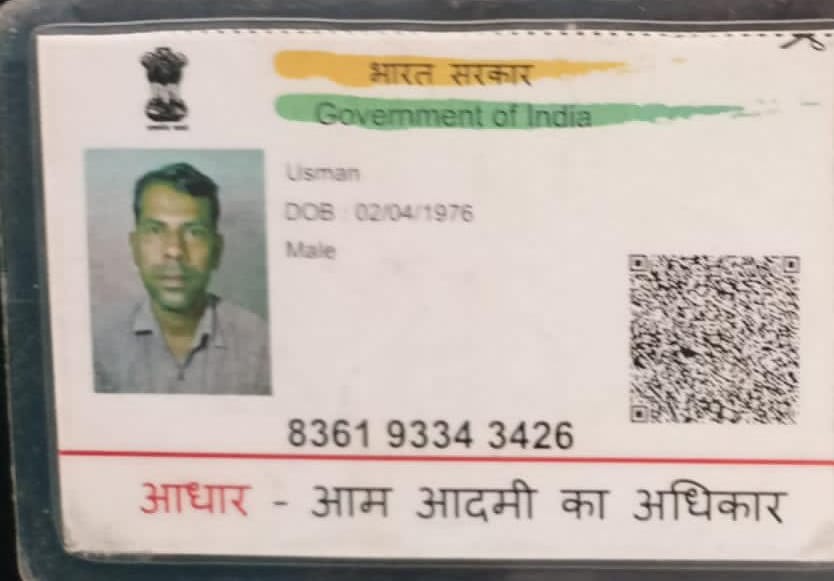 भारत सरकार
Government of India
Usman
DOB : 02/04/1976
Male
8361 9334 3426
आधार - आम आदमी का अधिकार